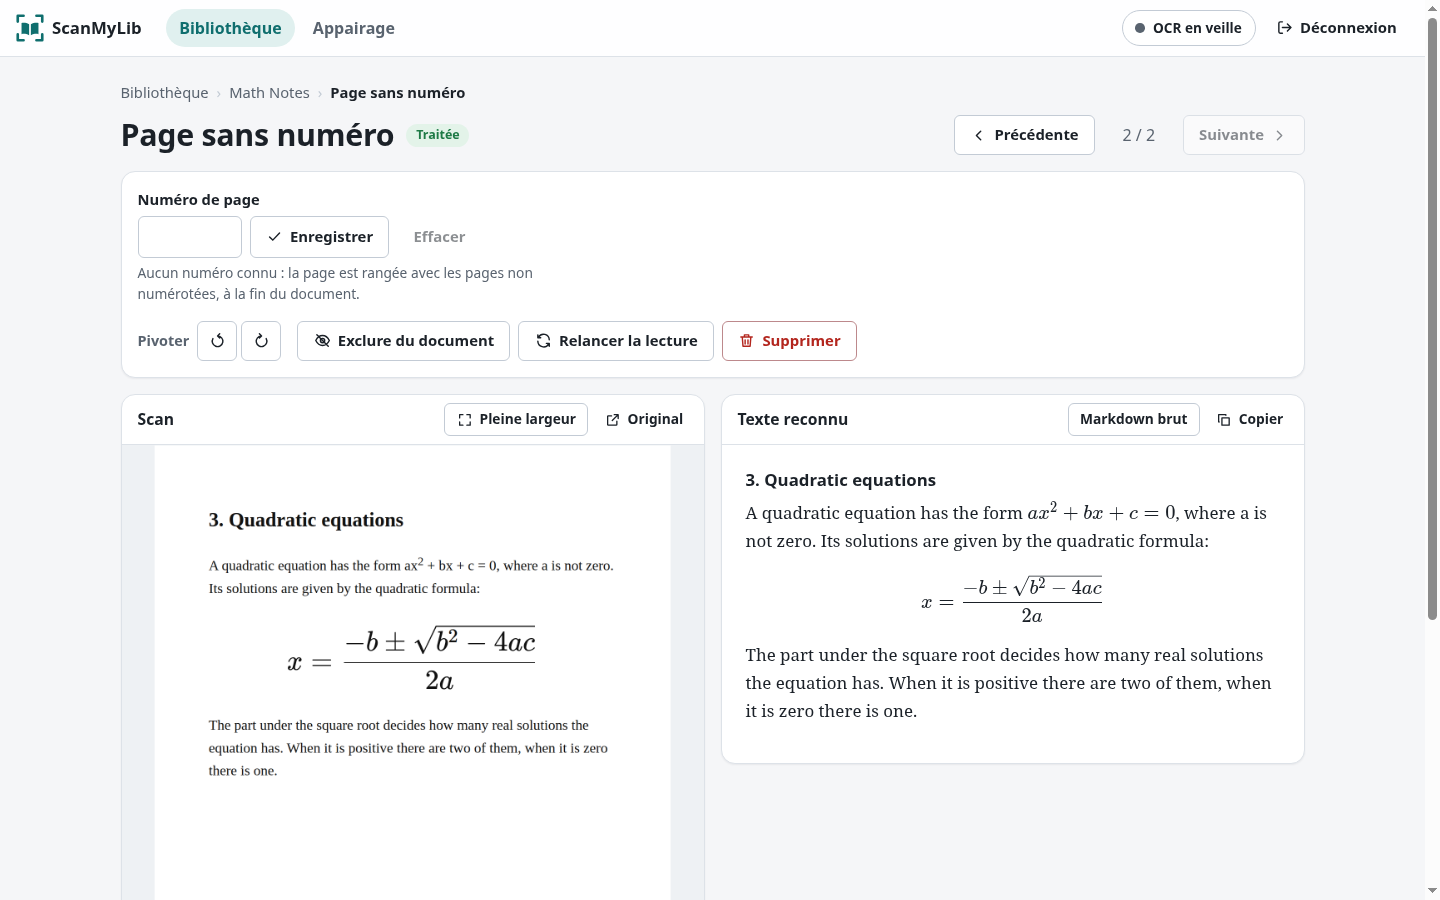 ScanMyLib
Bibliothèque
Appairage
OCR en veille
Déconnexion
Bibliothèque › Math Notes › Page sans numéro
Page sans numéro
Traitée
Précédente
2 / 2
Suivante
Numéro de page
Enregistrer
Effacer
Aucun numéro connu : la page est rangée avec les pages non
numérotées, à la fin du document.
Pivoter
Exclure du document
Relancer la lecture
Supprimer
Scan
Pleine largeur
Original
3. Quadratic equations
A quadratic equation has the form ax² + bx + c = 0, where a is not zero.
Its solutions are given by the quadratic formula:
x = (−b ± √(b² − 4ac)) / 2a
The part under the square root decides how many real solutions the
equation has. When it is positive there are two of them, when it is zero
there is one.
Texte reconnu
Markdown brut
Copier
3. Quadratic equations
A quadratic equation has the form ax² + bx + c = 0, where a is
not zero. Its solutions are given by the quadratic formula:
x = (−b ± √(b² − 4ac)) / 2a
The part under the square root decides how many real solutions
the equation has. When it is positive there are two of them, when
it is zero there is one.